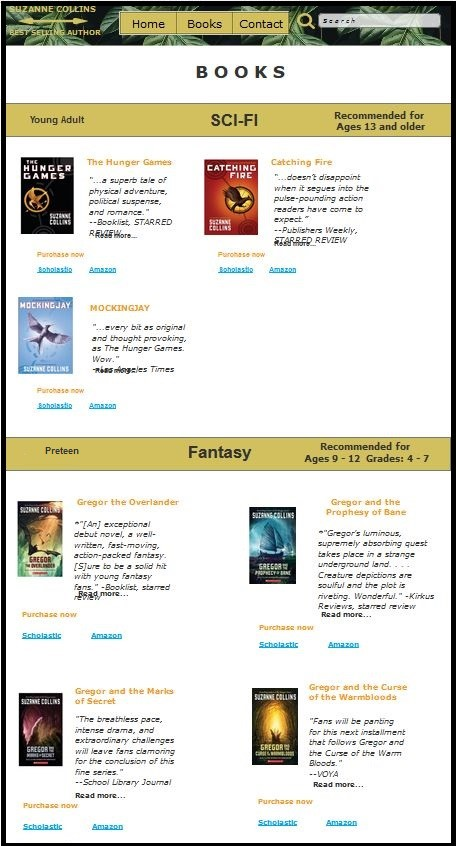 SUZANNE COLLINS
BEST SELLING AUTHOR
Home Books Contact Search
BOOKS
Young Adult SCI-FI Recommended for
Ages 13 and older
THE HUNGER GAMES
SUZANNE COLLINS
The Hunger Games
"...a superb tale of
physical adventure,
political suspense,
and romance."
--Booklist, STARRED
REVIEW
Read more...
Purchase now
Scholastic Amazon
CATCHING FIRE
SUZANNE COLLINS
Catching Fire
"...doesn't disappoint
when it segues into the
pulse-pounding action
readers have come to
expect."
--Publishers Weekly,
STARRED REVIEW
Read more...
Purchase now
Scholastic Amazon
MOCKINGJAY
SUZANNE COLLINS
MOCKINGJAY
"...every bit as original
and thought provoking,
as The Hunger Games.
Wow."
--Los Angeles Times
Read more...
Purchase now
Scholastic Amazon
Preteen Fantasy Recommended for
Ages 9 - 12 Grades: 4 - 7
SUZANNE COLLINS
GREGOR
THE OVERLANDER
Gregor the Overlander
*"[An] exceptional
debut novel, a well-
written, fast-moving,
action-packed fantasy.
[S]ure to be a solid hit
with young fantasy
fans." -Booklist, starred
review
Read more...
Purchase now
Scholastic Amazon
SUZANNE COLLINS
GREGOR AND THE
PROPHECY OF BANE
Gregor and the
Prophesy of Bane
*"Gregor's luminous,
supremely absorbing quest
takes place in a strange
underground land. . . .
Creature depictions are
soulful and the plot is
riveting. Wonderful." -Kirkus
Reviews, starred review
Read more...
Purchase now
Scholastic Amazon
SUZANNE COLLINS
GREGOR AND THE
MARKS OF SECRET
Gregor and the Marks
of Secret
"The breathless pace,
intense drama, and
extraordinary challenges
will leave fans clamoring
for the conclusion of this
fine series."
--School Library Journal
Read more...
Purchase now
Scholastic Amazon
SUZANNE COLLINS
GREGOR AND THE
CURSE OF THE WARMBLOODS
Gregor and the Curse
of the Warmbloods
"Fans will be panting
for this next installment
that follows Gregor and
the Curse of the Warm
Bloods."
--VOYA
Read more...
Purchase now
Scholastic Amazon